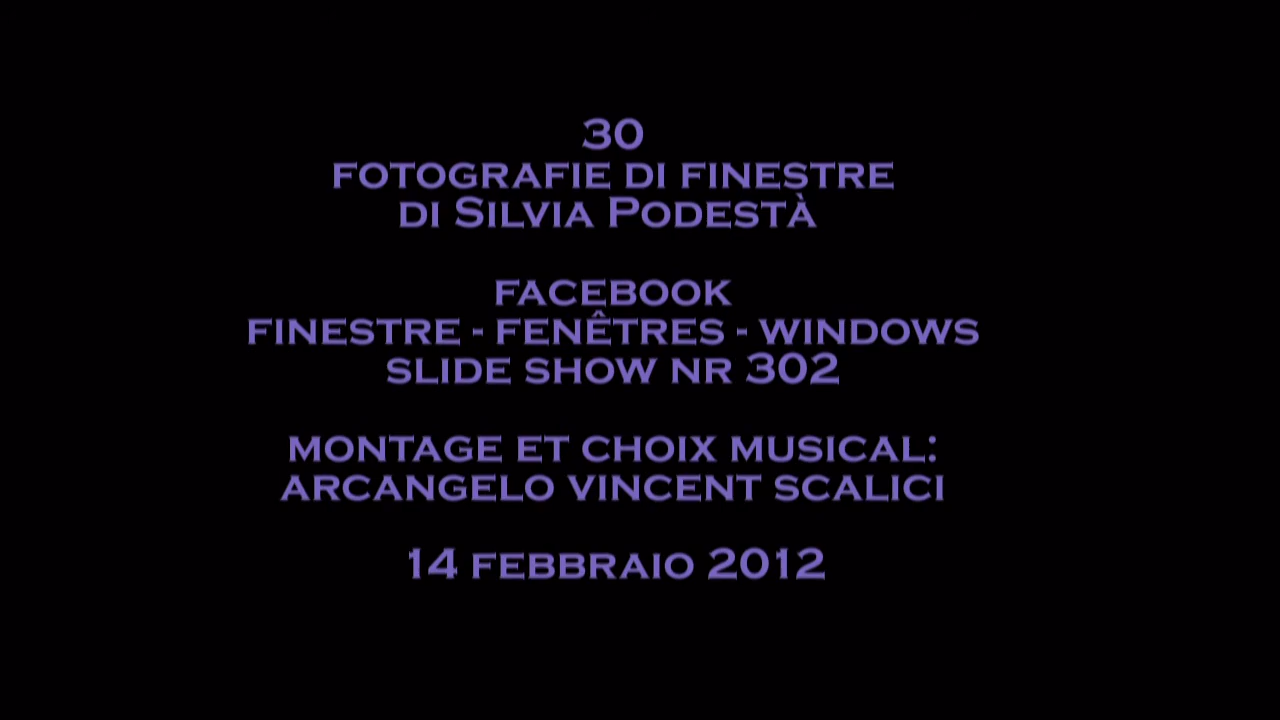 30
FOTOGRAFIE DI FINESTRE
DI SILVIA PODESTÀ
FACEBOOK
FINESTRE - FENÊTRES - WINDOWS
SLIDE SHOW NR 302
MONTAGE ET CHOIX MUSICAL:
ARCANGELO VINCENT SCALICI
14 FEBBRAIO 2012